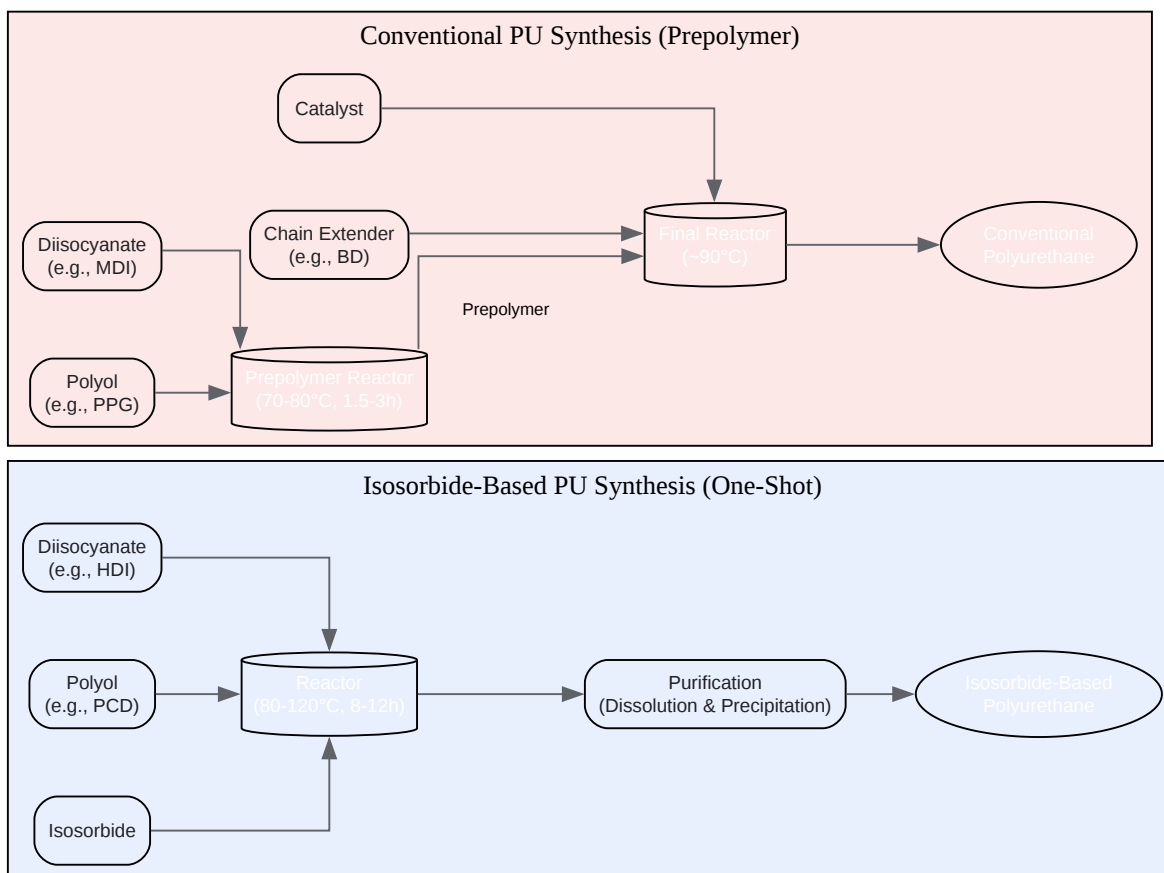 Conventional PU Synthesis (Prepolymer)
Catalyst
Diisocyanate
(e.g., MDI)
Chain Extender
(e.g., BD)
Final Reactor
(~90°C)
Conventional
Polyurethane
Prepolymer
Polyol
(e.g., PPG)
Prepolymer Reactor
(70-80°C, 1.5-3h)
Isosorbide-Based PU Synthesis (One-Shot)
Diisocyanate
(e.g., HDI)
Polyol
(e.g., PCD)
Reactor
(80-120°C, 8-12h)
Purification
(Dissolution & Precipitation)
Isosorbide-Based
Polyurethane
Isosorbide